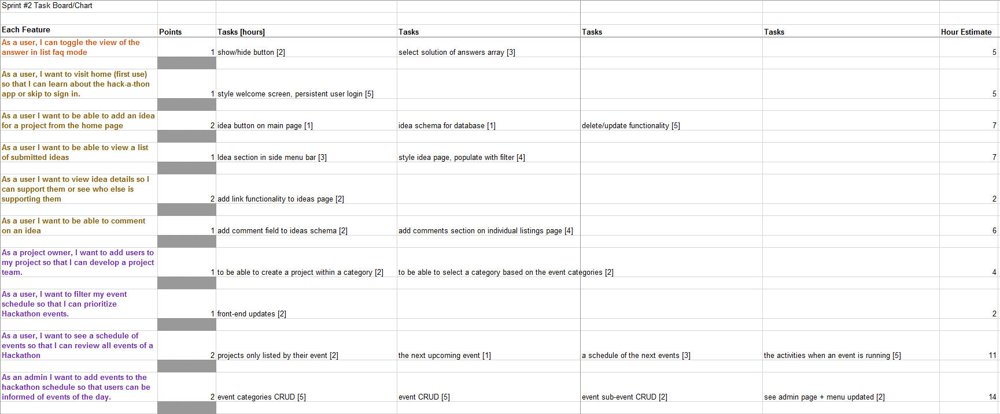 Sprint #2 Task Board/Chart
Each Feature Points Tasks [hours] Tasks Tasks Tasks Hour Estimate
As a user, I can toggle the view of the
answer in list faq mode 1 show/hide button [2] select solution of answers array [3] 5
As a user, I want to visit home (first use)
so that I can learn about the hack-a-thon
app or skip to sign in. 1 style welcome screen, persistent user login [5] 5
As a user I want to be able to add an idea
for a project from the home page 2 idea button on main page [1] idea schema for database [1] delete/update functionality [5] 7
As a user I want to be able to view a list
of submitted ideas 1 Idea section in side menu bar [3] style idea page, populate with filter [4] 7
As a user I want to view idea details so I
can support them or see who else is
supporting them 2 add link functionality to ideas page [2] 2
As a user I want to be able to comment
on an idea 1 add comment field to ideas schema [2] add comments section on individual listings page [4] 6
As a project owner, I want to add users to
my project so that I can develop a project
team. 1 to be able to create a project within a category [2] to be able to select a category based on the event categories [2] 4
As a user, I want to filter my event
schedule so that I can prioritize
Hackathon events. 1 front-end updates [2] 2
As a user, I want to see a schedule of
events so that I can review all events of a
Hackathon 2 projects only listed by their event [2] the next upcoming event [1] a schedule of the next events [3] the activities when an event is running [5] 11
As an admin I want to add events to the
hackathon schedule so that users can be
informed of events of the day. 2 event categories CRUD [5] event CRUD [5] event sub-event CRUD [2] see admin page + menu updated [2] 14